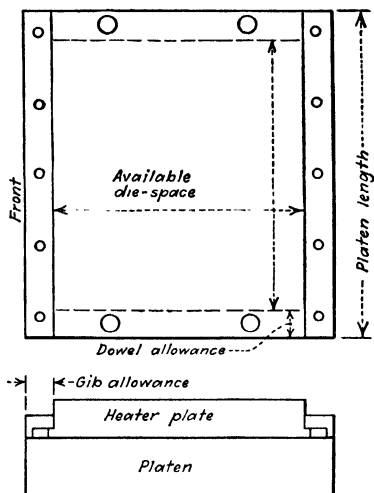 Available
die-space
Front
Platen length
Dowel allowance
Gib allowance
Heater plate
Platen